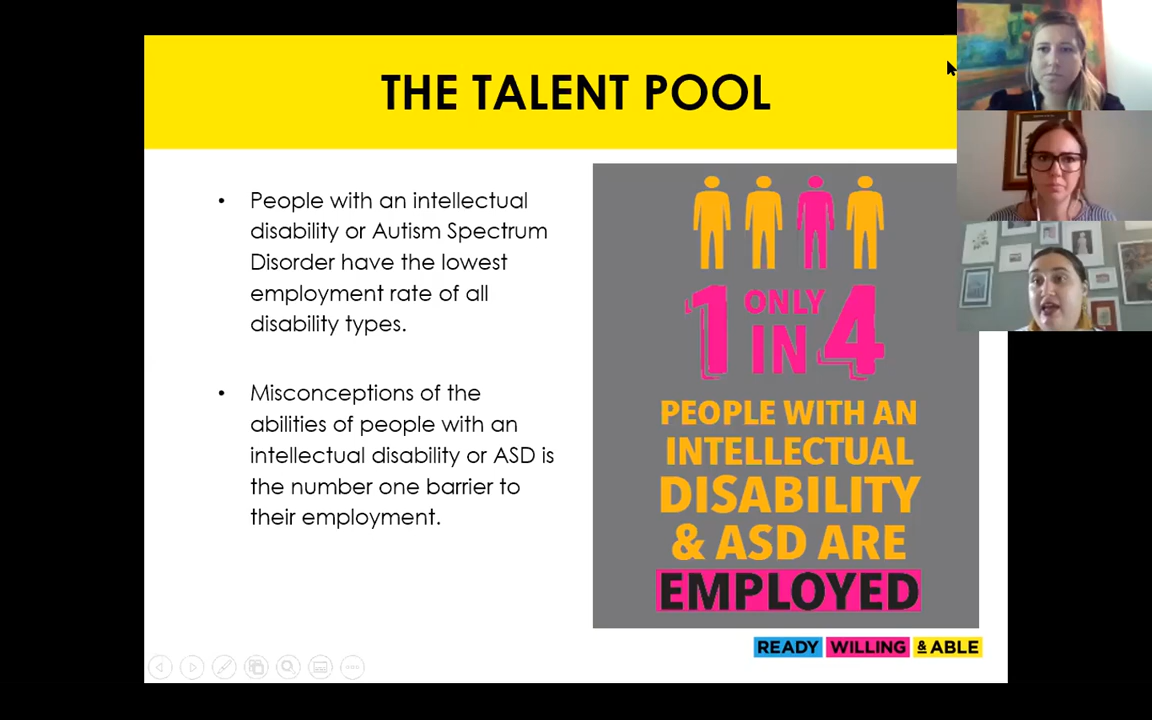 THE TALENT POOL
• People with an intellectual
disability or Autism Spectrum
Disorder have the lowest
employment rate of all
disability types.
• Misconceptions of the
abilities of people with an
intellectual disability or ASD is
the number one barrier to
their employment.
1 ONLY IN 4
PEOPLE WITH AN
INTELLECTUAL
DISABILITY
& ASD ARE
EMPLOYED
READY WILLING & ABLE